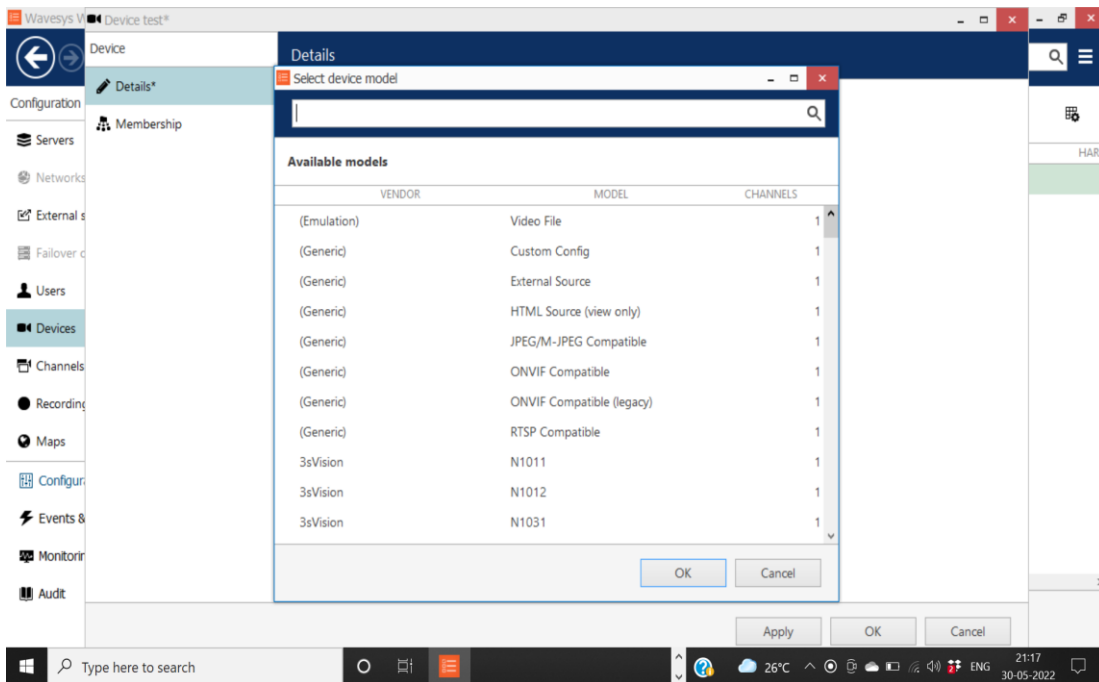 Wavesys W
Device test*
Device
Details
Details*
Membership
Configuration
Servers
Networks
External s
Failover c
Users
Devices
Channels
Recording
Maps
Configura
Events &
Monitorin
Audit
HAR
Select device model
Available models
VENDOR MODEL CHANNELS
(Emulation) Video File 1
(Generic) Custom Config 1
(Generic) External Source 1
(Generic) HTML Source (view only) 1
(Generic) JPEG/M-JPEG Compatible 1
(Generic) ONVIF Compatible 1
(Generic) ONVIF Compatible (legacy) 1
(Generic) RTSP Compatible 1
3sVision N1011 1
3sVision N1012 1
3sVision N1031 1
OK Cancel
Apply OK Cancel
Type here to search
26°C ENG 21:17
30-05-2022